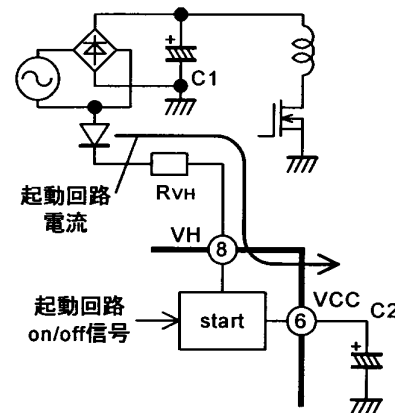 +
C1
起動回路
電流
RVH
VH
8
起動回路
on/off信号
start
6
VCC
C2
+